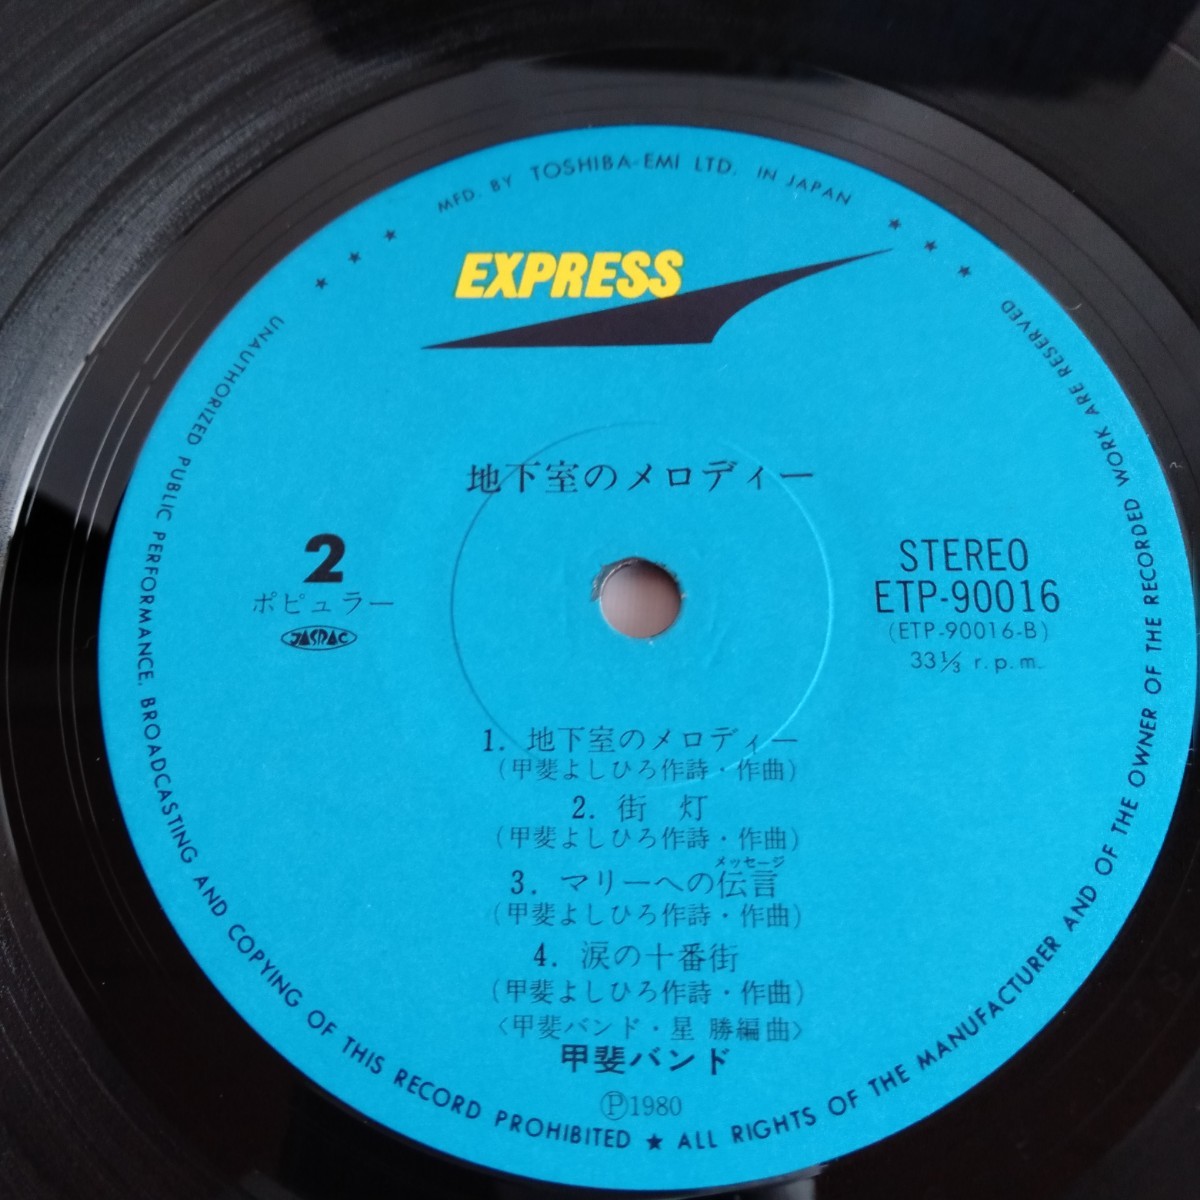 MFD. BY TOSHIBA-EMI LTD. IN JAPAN
EXPRESS
地下室のメロディー
2
ポピュラー
JASRAC
STEREO
ETP-90016
(ETP-90016-B)
33⅓ r.p.m.
1. 地下室のメロディー
(甲斐よしひろ作詩・作曲)
2. 街 灯
(甲斐よしひろ作詩・作曲)
メッセージ
3. マリーへの伝言
(甲斐よしひろ作詩・作曲)
4. 涙の十番街
(甲斐よしひろ作詩・作曲)
〈甲斐バンド・星 勝編曲〉
甲斐バンド
Ⓟ1980
UNAUTHORIZED PUBLIC PERFORMANCE, BROADCASTING AND COPYING OF THIS RECORD PROHIBITED ★ ALL RIGHTS OF THE MANUFACTURER AND OF THE OWNER OF THE RECORDED WORK ARE RESERVED